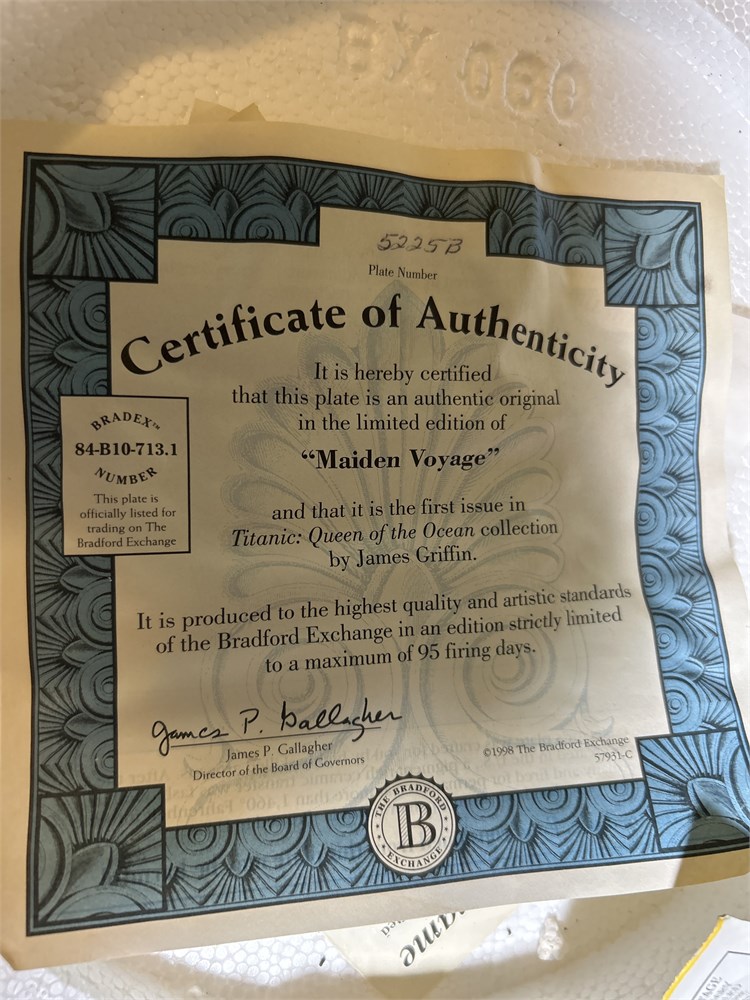 BX 060
5225B
Plate Number
Certificate of Authenticity
It is hereby certified
that this plate is an authentic original
in the limited edition of
“Maiden Voyage”
and that it is the first issue in
Titanic: Queen of the Ocean collection
by James Griffin.
BRADEX™
84-B10-713.1
NUMBER
This plate is
officially listed for
trading on The
Bradford Exchange
It is produced to the highest quality and artistic standards
of the Bradford Exchange in an edition strictly limited
to a maximum of 95 firing days.
James P. Gallagher
James P. Gallagher
Director of the Board of Governors
©1998 The Bradford Exchange
57931-C
THE BRADFORD
B
EXCHANGE